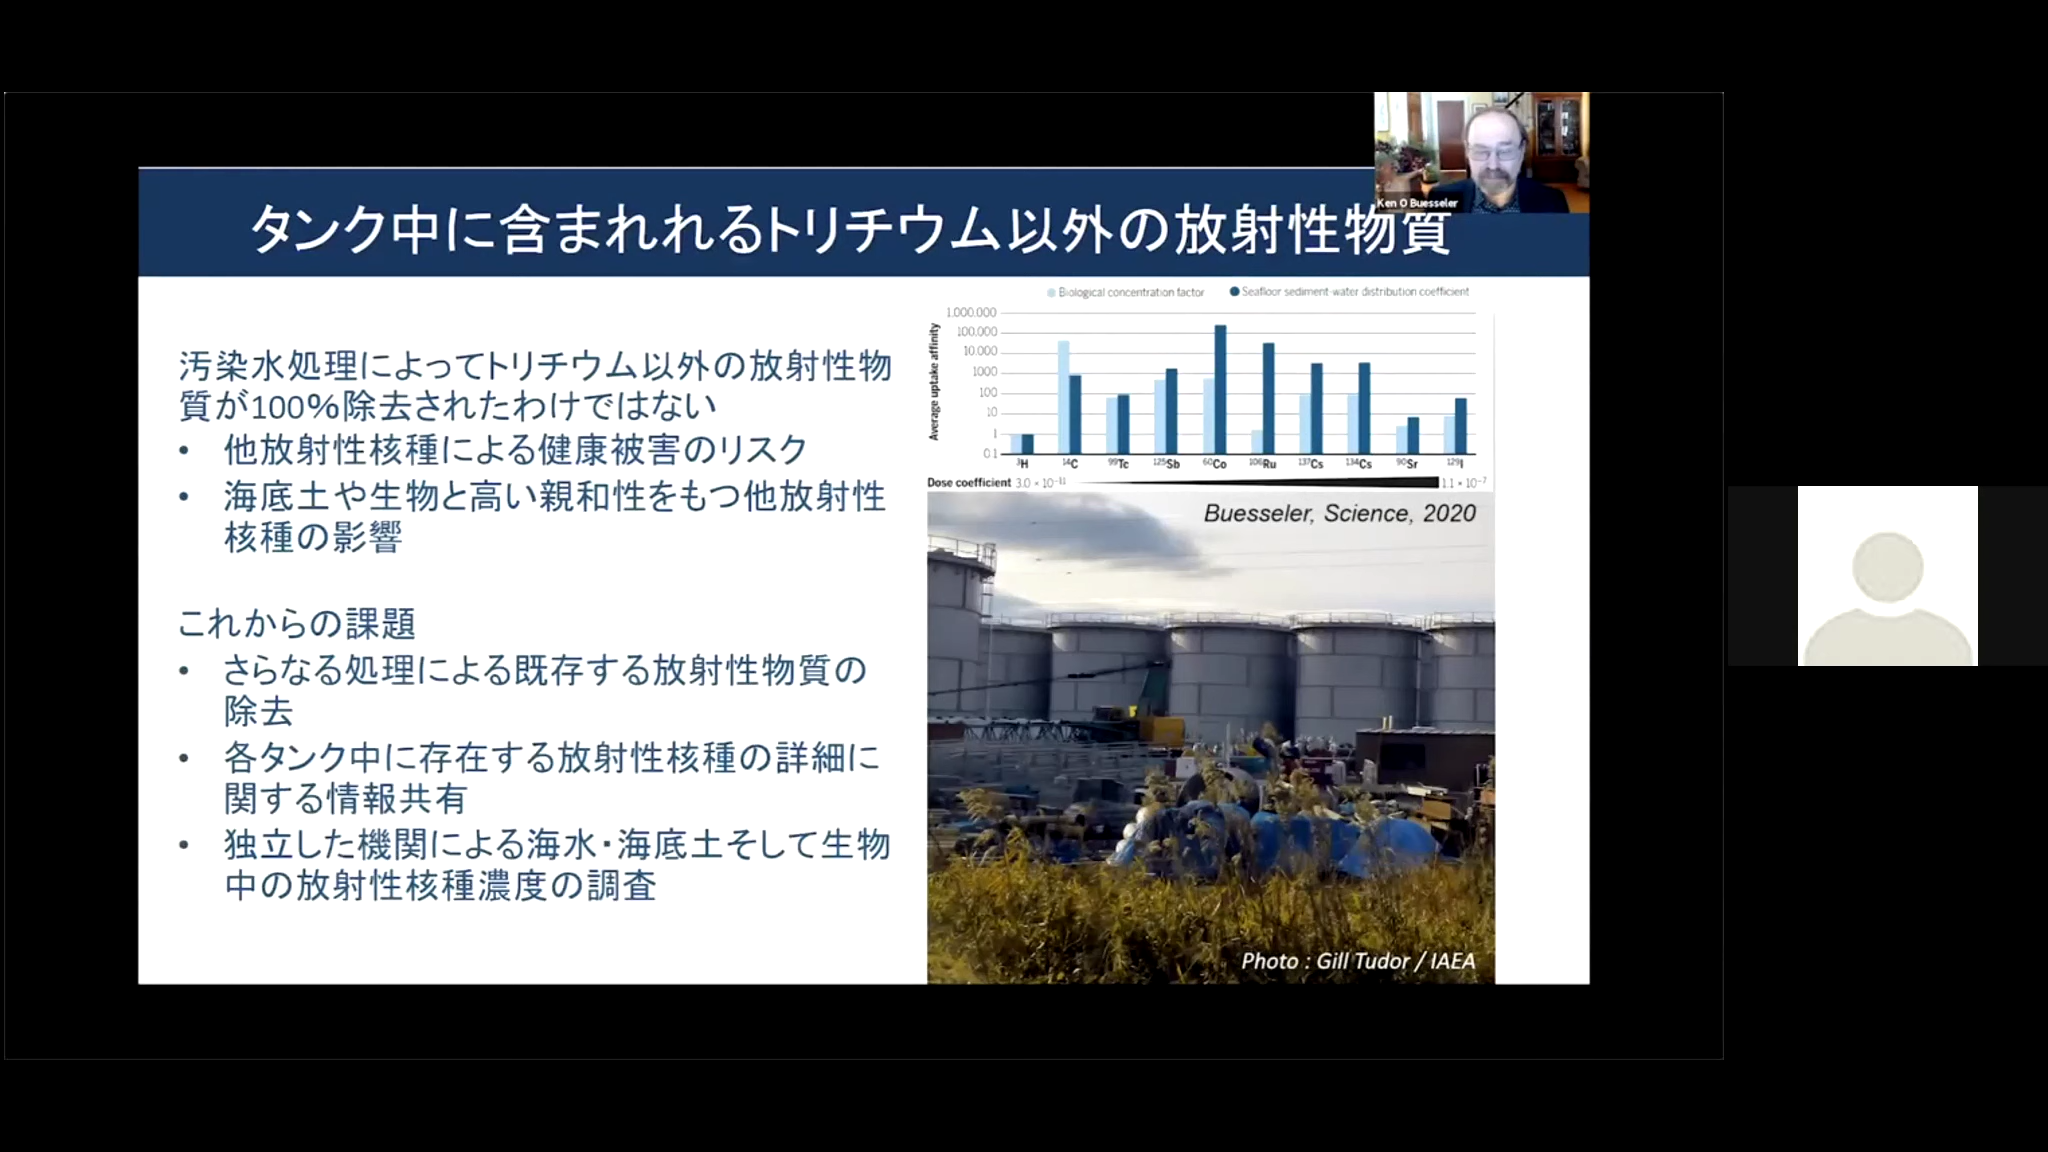 Ken O Buesseler
タンク中に含まれれるトリチウム以外の放射性物質
汚染水処理によってトリチウム以外の放射性物
質が100%除去されたわけではない
• 他放射性核種による健康被害のリスク
• 海底土や生物と高い親和性をもつ他放射性
核種の影響
これからの課題
• さらなる処理による既存する放射性物質の
除去
• 各タンク中に存在する放射性核種の詳細に
関する情報共有
• 独立した機関による海水・海底土そして生物
中の放射性核種濃度の調査
Biological concentration factor
Seafloor sediment-water distribution coefficient
Average uptake affinity
1,000,000
100,000
10,000
1000
100
10
1
0.1
³H ¹⁴C ⁹⁹Tc ¹²⁵Sb ⁶⁰Co ¹⁰⁶Ru ¹³⁷Cs ¹³⁴Cs ⁹⁰Sr ¹²⁹I
Dose coefficient 3.0 × 10⁻¹¹ 1.1 × 10⁻⁷
Buesseler, Science, 2020
Photo : Gill Tudor / IAEA